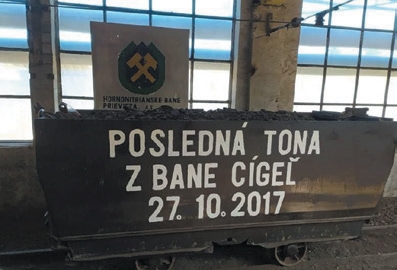 HORNONITRIANSKE BANE
PRIEVIDZA, a.s.
POSLEDNÁ TONA
Z BANE CÍGEĽ
27. 10. 2017